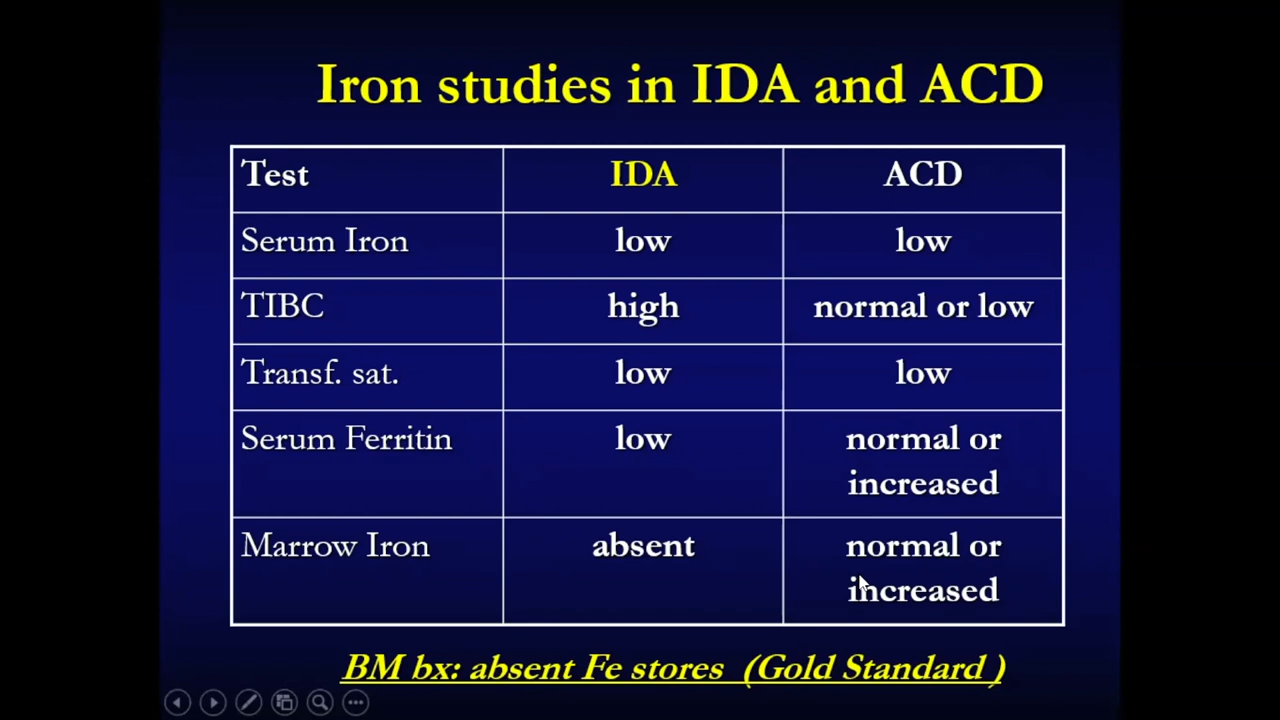 Iron studies in IDA and ACD
Test IDA ACD
Serum Iron low low
TIBC high normal or low
Transf. sat. low low
Serum Ferritin low normal or
increased
Marrow Iron absent normal or
increased
BM bx: absent Fe stores (Gold Standard )